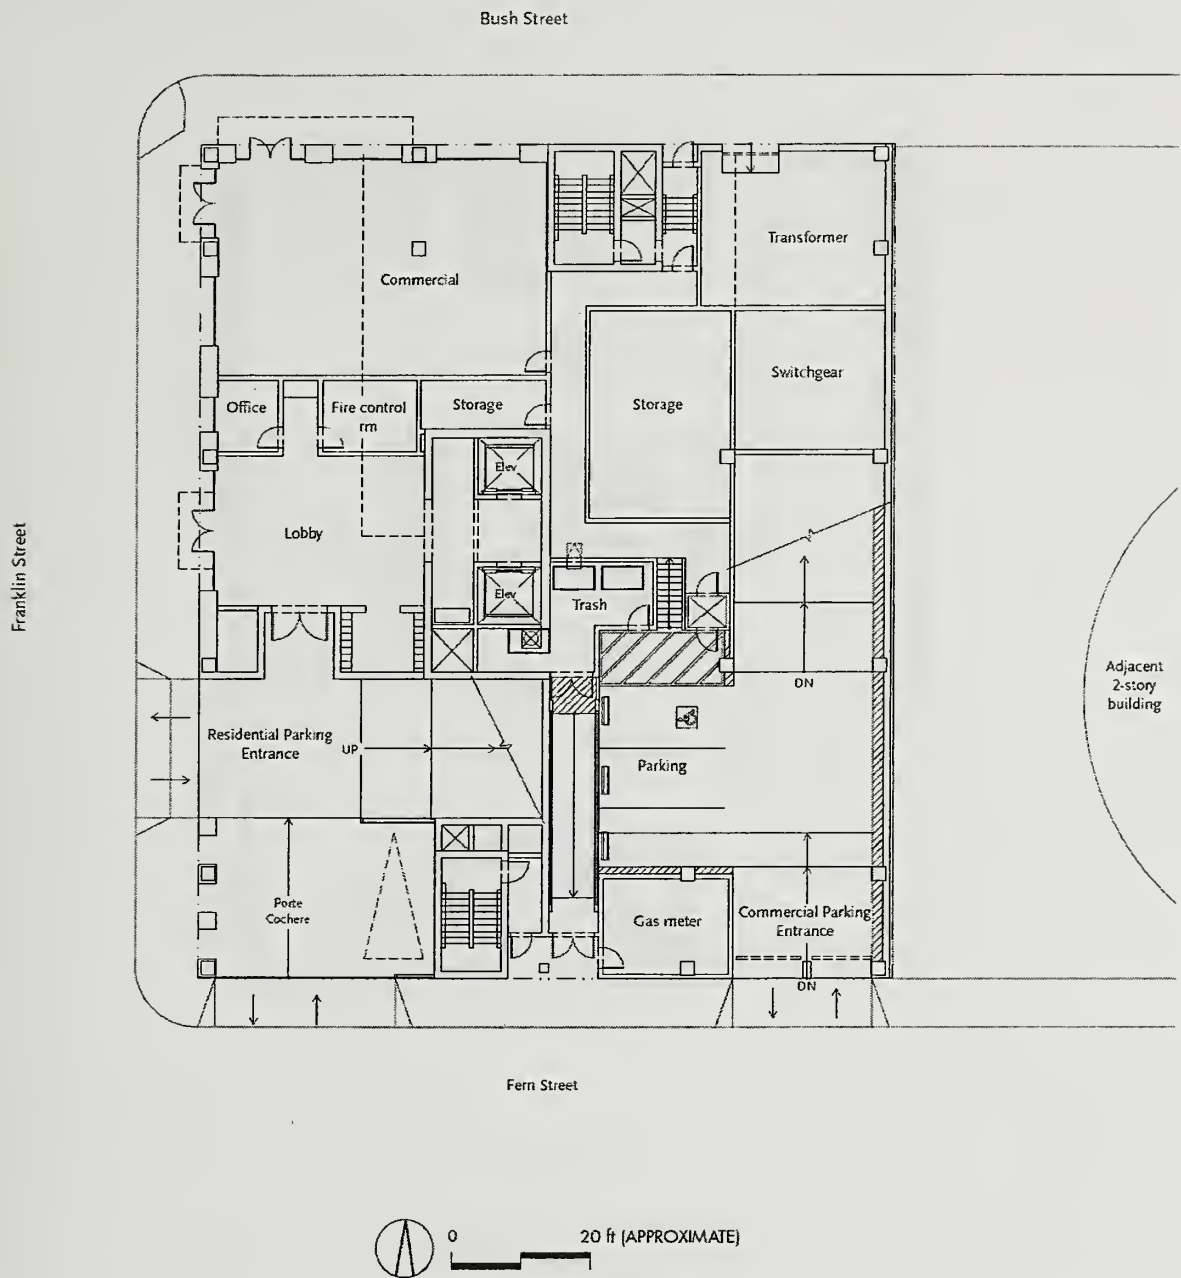 Bush Street
Transformer
Commercial
Switchgear
Office
Fire control
rm
Storage
Storage
Elev
Franklin Street
Lobby
Elev
Trash
Adjacent
2-story
building
DN
Residential Parking
Entrance
UP
Parking
Porte
Cochere
Gas meter
Commercial Parking
Entrance
DN
Fern Street
0
20 ft (APPROXIMATE)